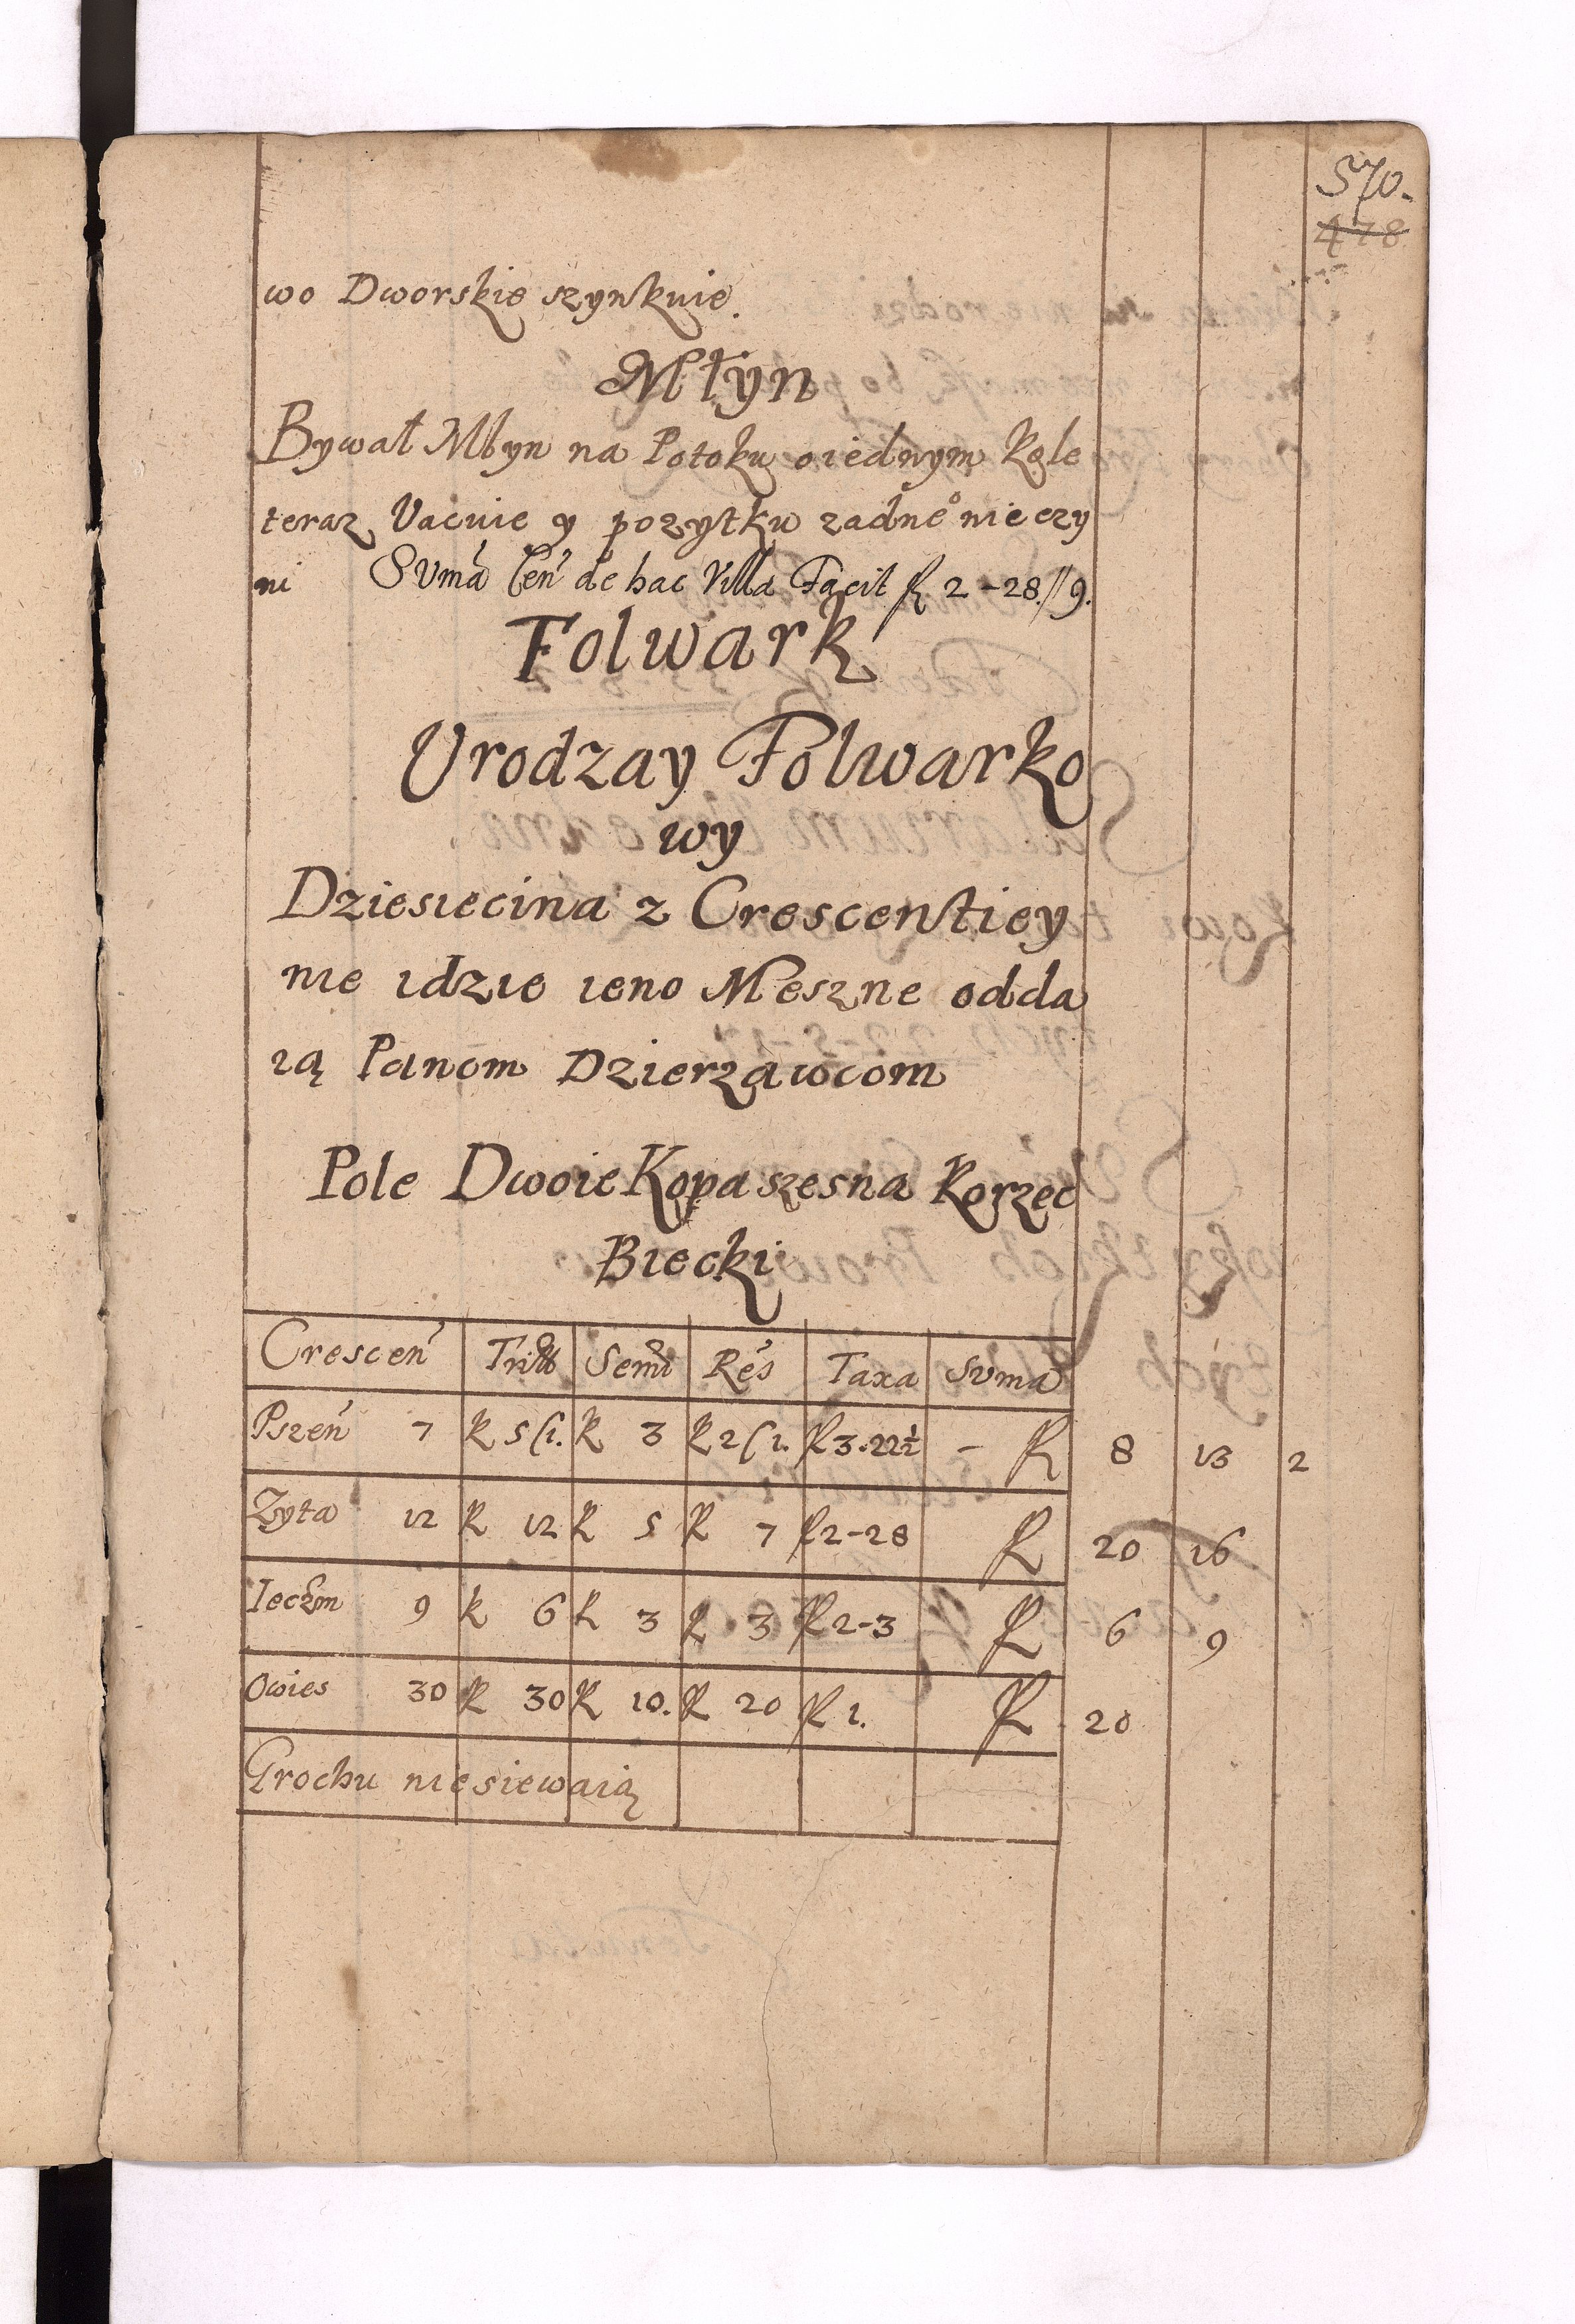 570.
478
wo Dworskie szynkuie.
Młyn
Bywał Młyn na Potoku o iednym Kole
teraz Vacuie y pozytku zadne° nie czy
ni Suma Cen de hac Villa Facit fl 2-28.//9.
Folwark
Urodzay Folwarko
wy
Dziesiecina z Crescentiey
nie idzie ieno Meszne odda
ią Panom Dzierzawcom
Pole Dwoie Kopa szesna Korzec
Biecki
Crescen Tritt Semi Res Taxa Suma
Pszen 7 K 5 (1. K 3 K 2 (1. fl 3.22½ - fl 8 13 2
Zyta 12 K 12 K 5 K 7 fl 2-28 fl 20 16
Ieczm 9 K 6 K 3 K 3 fl 2-3 fl 6 9
Owies 30 K 30 K 10. K 20 fl 1. fl 20
Grochu nie siewaią